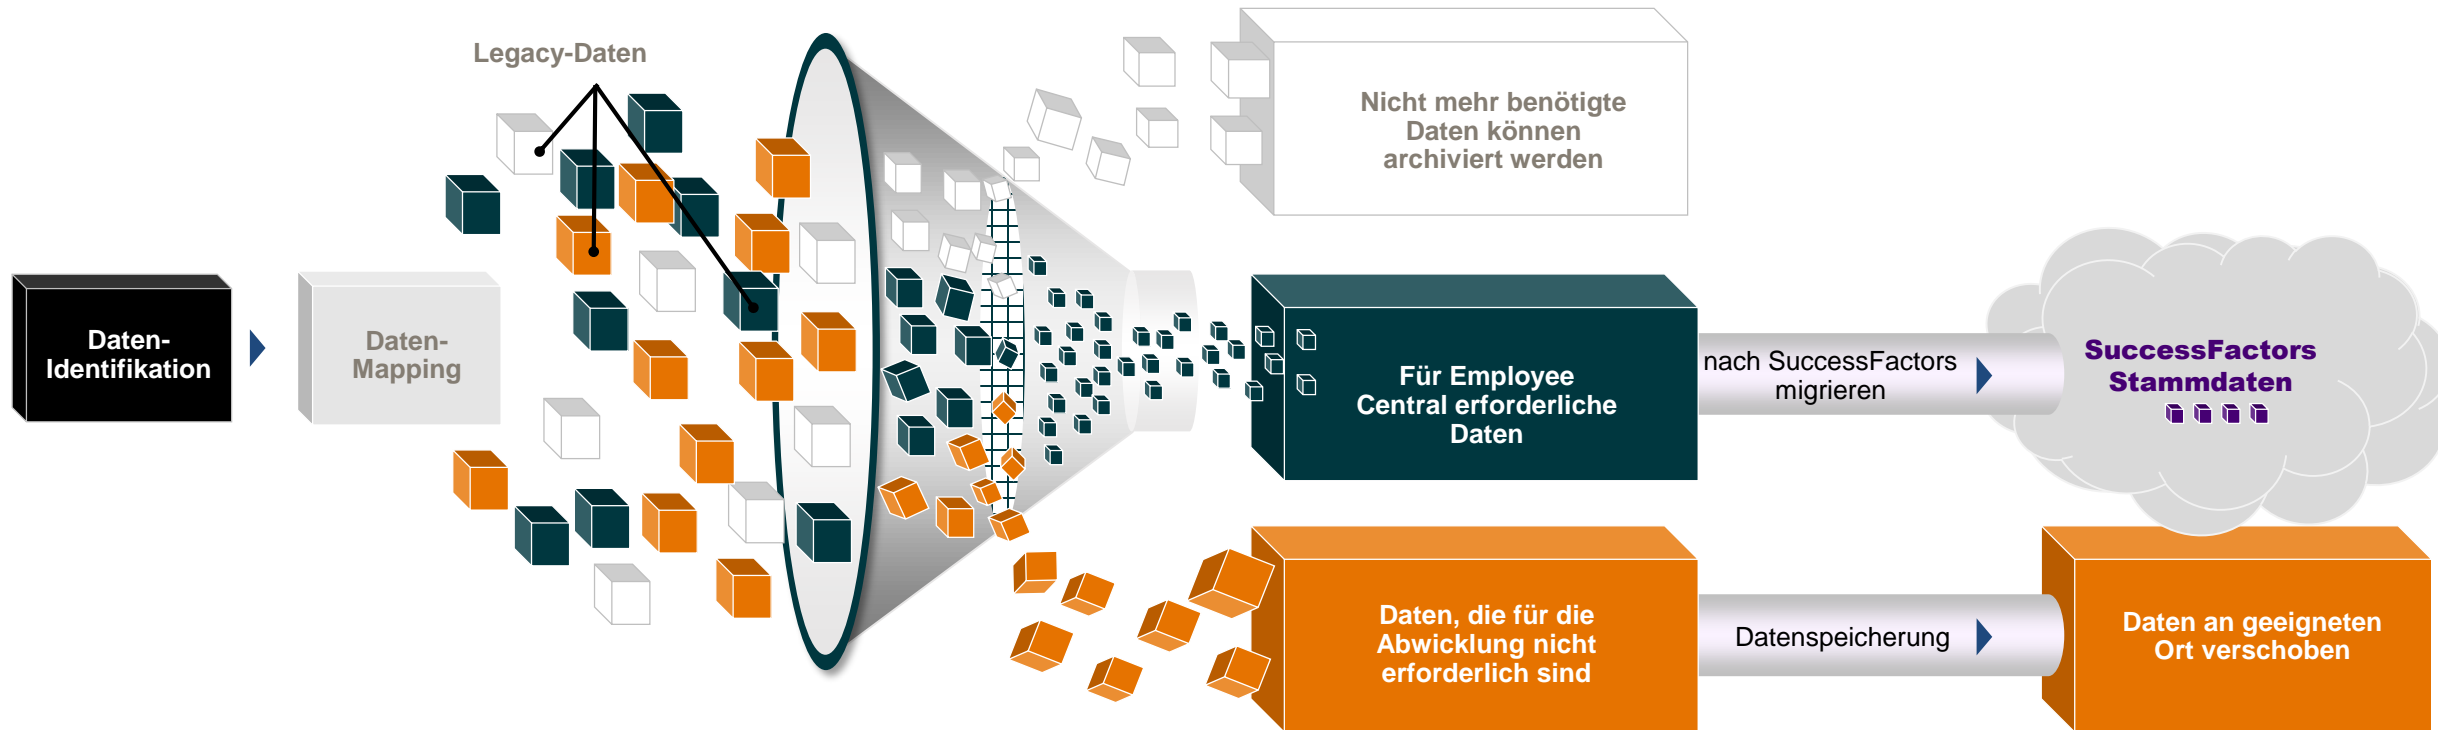 Legacy-Daten
Nicht mehr benötigte
Daten können
archiviert werden
Daten-
Identifikation
Daten-
Mapping
Für Employee
Central erforderliche
Daten
nach SuccessFactors
migrieren
SuccessFactors
Stammdaten
Daten, die für die
Abwicklung nicht
erforderlich sind
Datenspeicherung
Daten an geeigneten
Ort verschoben